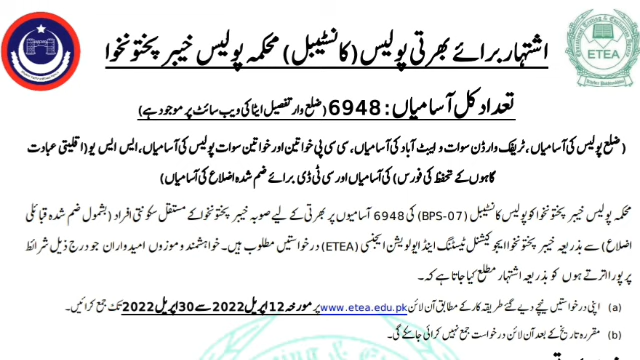 اشتہار برائے بھرتی پولیس (کانسٹیبل) محکمہ پولیس خیبر پختونخوا
ETEA
تعداد کل آسامیاں: 6948 (ضلع وار تفصیل ایٹا کی ویب سائٹ پر موجود ہے)
(ضلع پولیس کی آسامیاں، ٹریفک وارڈن سوات و ایبٹ آباد کی آسامیاں، سی سی پی خواتین اور خواتین سوات پولیس کی آسامیاں، ایس ایس یو (اقلیتی عبادت
گاہوں کے تحفظ کی فورس) کی آسامیاں اور سی ٹی ڈی برائے ضم شدہ اضلاع کی آسامیاں)
محکمہ پولیس خیبر پختونخوا کو پولیس کانسٹیبل (BPS-07) کی 6948 آسامیوں پر بھرتی کے لیے صوبہ خیبر پختونخوا کے مستقل سکونتی افراد (بشمول ضم شدہ قبائلی
اضلاع) سے بذریعہ خیبر پختونخوا ایجوکیشنل ٹیسٹنگ اینڈ ایولویشن ایجنسی (ETEA) درخواستیں مطلوب ہیں۔ خواہشمند و موزوں امیدواران جو درج ذیل شرائط
پر پورا اترتے ہوں کو بذریعہ اشتہار مطلع کیا جاتا ہے کہ۔
(a) اپنی درخواستیں نیچے دیے گئے طریقہ کار کے مطابق آن لائن www.etea.edu.pk پر مورخہ 12 اپریل 2022 سے 30 اپریل 2022 تک جمع کرائیں۔
(b) مقررہ تاریخ کے بعد آن لائن درخواست جمع نہیں کرائی جاسکے گی۔